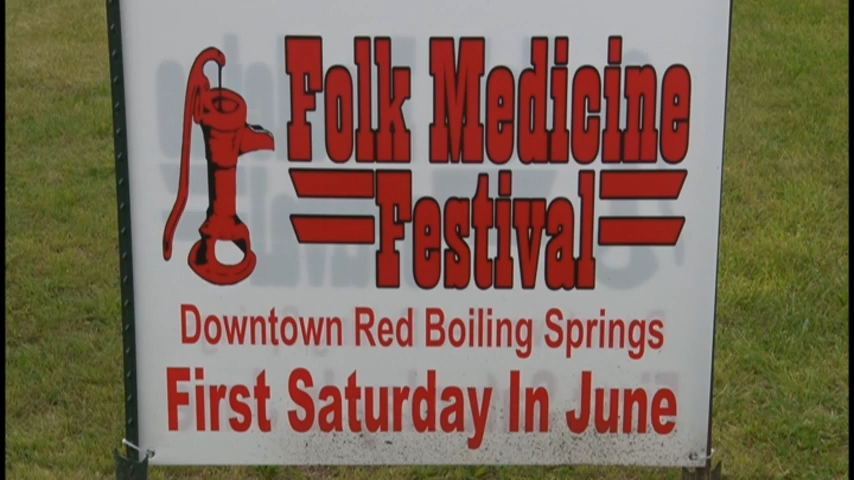 Folk Medicine
Festival
Downtown Red Boiling Springs
First Saturday In June